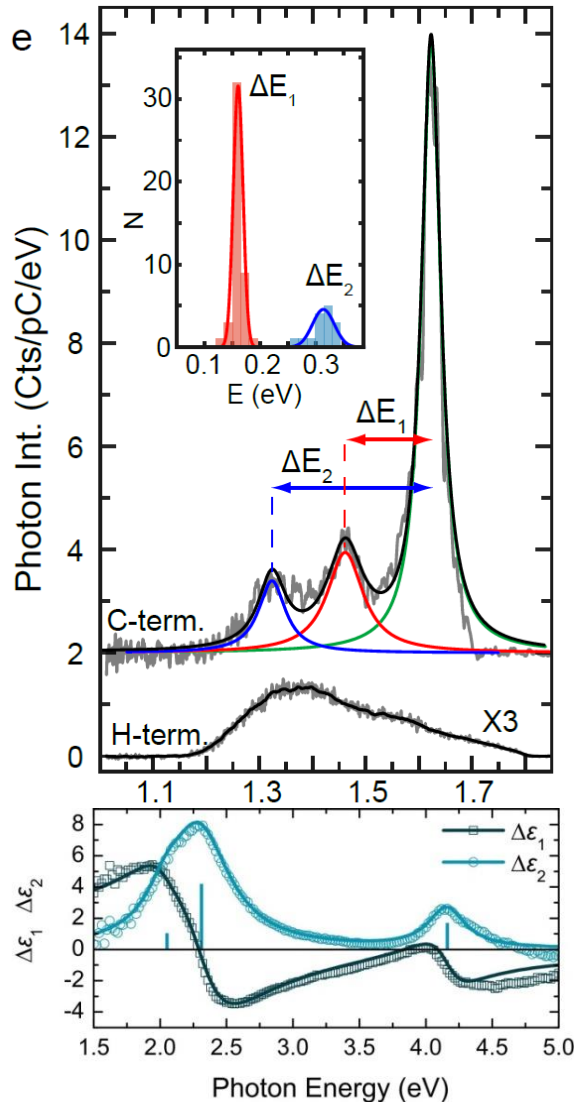 e
14
12
10
8
6
4
2
0
Photon Int. (Cts/pC/eV)
30
20
10
0
N
ΔE₁
ΔE₂
0.1 0.2 0.3
E (eV)
ΔE₁
ΔE₂
C-term.
H-term.
X3
1.1 1.3 1.5 1.7
8
6
4
2
0
-2
-4
Δε₁ Δε₂
Δε₁
Δε₂
1.5 2.0 2.5 3.0 3.5 4.0 4.5 5.0
Photon Energy (eV)